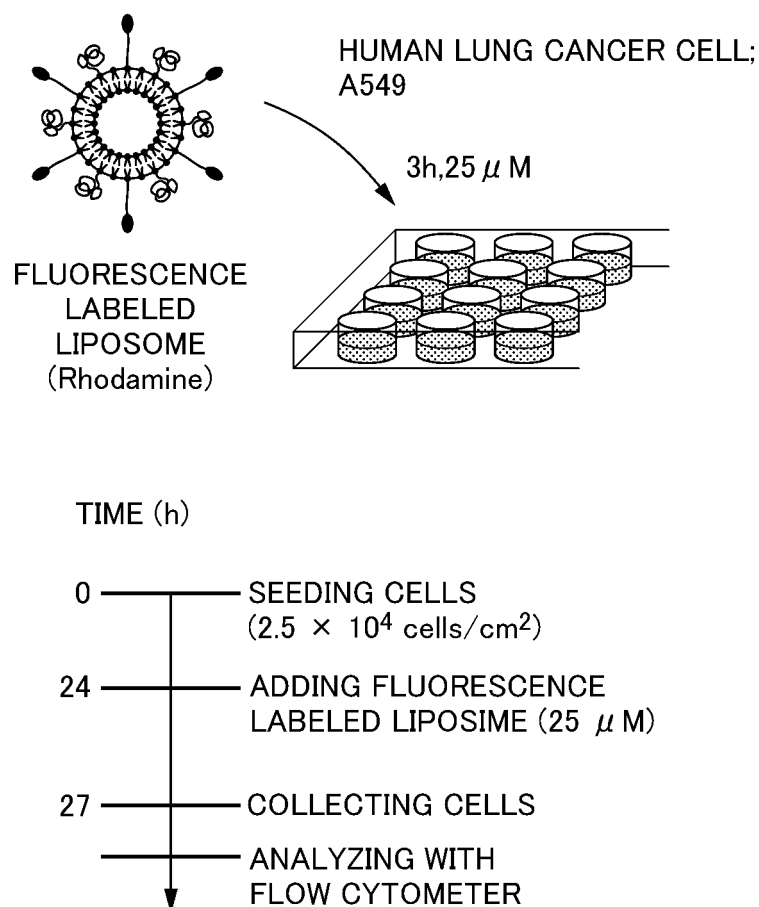 HUMAN LUNG CANCER CELL;
A549
3h,25 μ M
FLUORESCENCE
LABELED
LIPOSOME
(Rhodamine)
TIME (h)
0
SEEDING CELLS
(2.5 × 10⁴ cells/cm²)
24
ADDING FLUORESCENCE
LABELED LIPOSIME (25 μ M)
27
COLLECTING CELLS
ANALYZING WITH
FLOW CYTOMETER